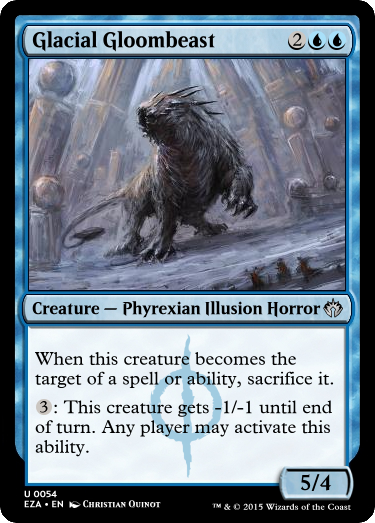 Glacial Gloombeast 2
Creature — Phyrexian Illusion Horror
When this creature becomes the
target of a spell or ability, sacrifice it.
3: This creature gets -1/-1 until end
of turn. Any player may activate this
ability.
5/4
U 0054
EZA • EN Christian Quinot
™ & © 2015 Wizards of the Coast